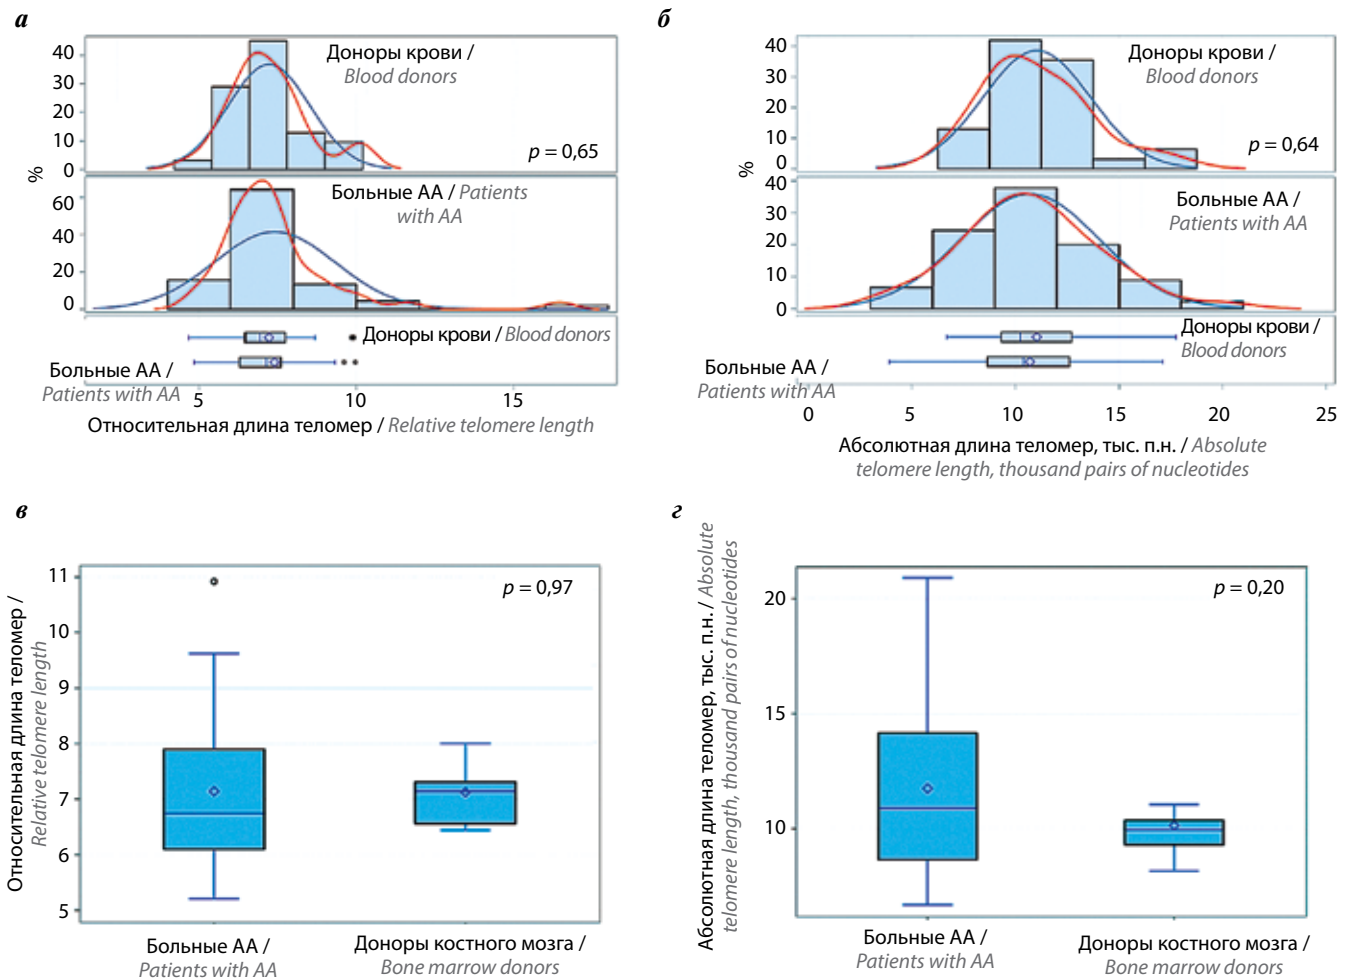 а
Доноры крови /
Blood donors
40
30
20
10
0
p = 0,65
%
Больные АА / Patients
with AA
60
40
20
0
Доноры крови / Blood donors
Больные АА /
Patients with AA
5
10
15
Относительная длина теломер / Relative telomere length
б
Доноры крови /
Blood donors
40
30
20
10
0
p = 0,64
%
Больные АА /
Patients with AA
40
30
20
10
0
Доноры крови /
Blood donors
Больные АА /
Patients with AA
0
5
10
15
20
25
Абсолютная длина теломер, тыс. п.н. / Absolute
telomere length, thousand pairs of nucleotides
в
Относительная длина теломер /
Relative telomere length
11
10
9
8
7
6
5
p = 0,97
Больные АА /
Patients with AA
Доноры костного мозга /
Bone marrow donors
г
Абсолютная длина теломер, тыс. п.н. / Absolute
telomere length, thousand pairs of nucleotides
20
15
10
p = 0,20
Больные АА /
Patients with AA
Доноры костного мозга /
Bone marrow donors